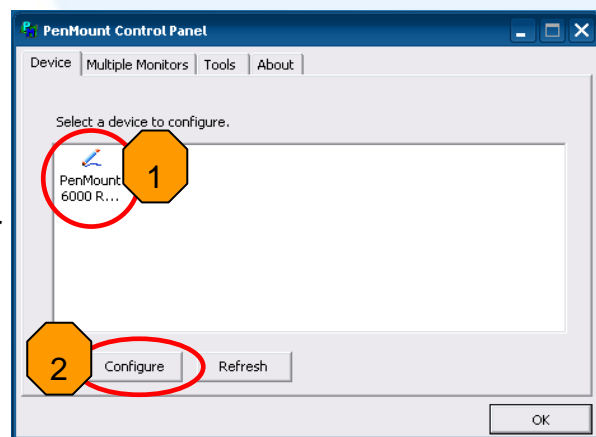 PenMount Control Panel
Device Multiple Monitors Tools About
Select a device to configure.
1
PenMount
6000 R...
2
Configure Refresh
OK